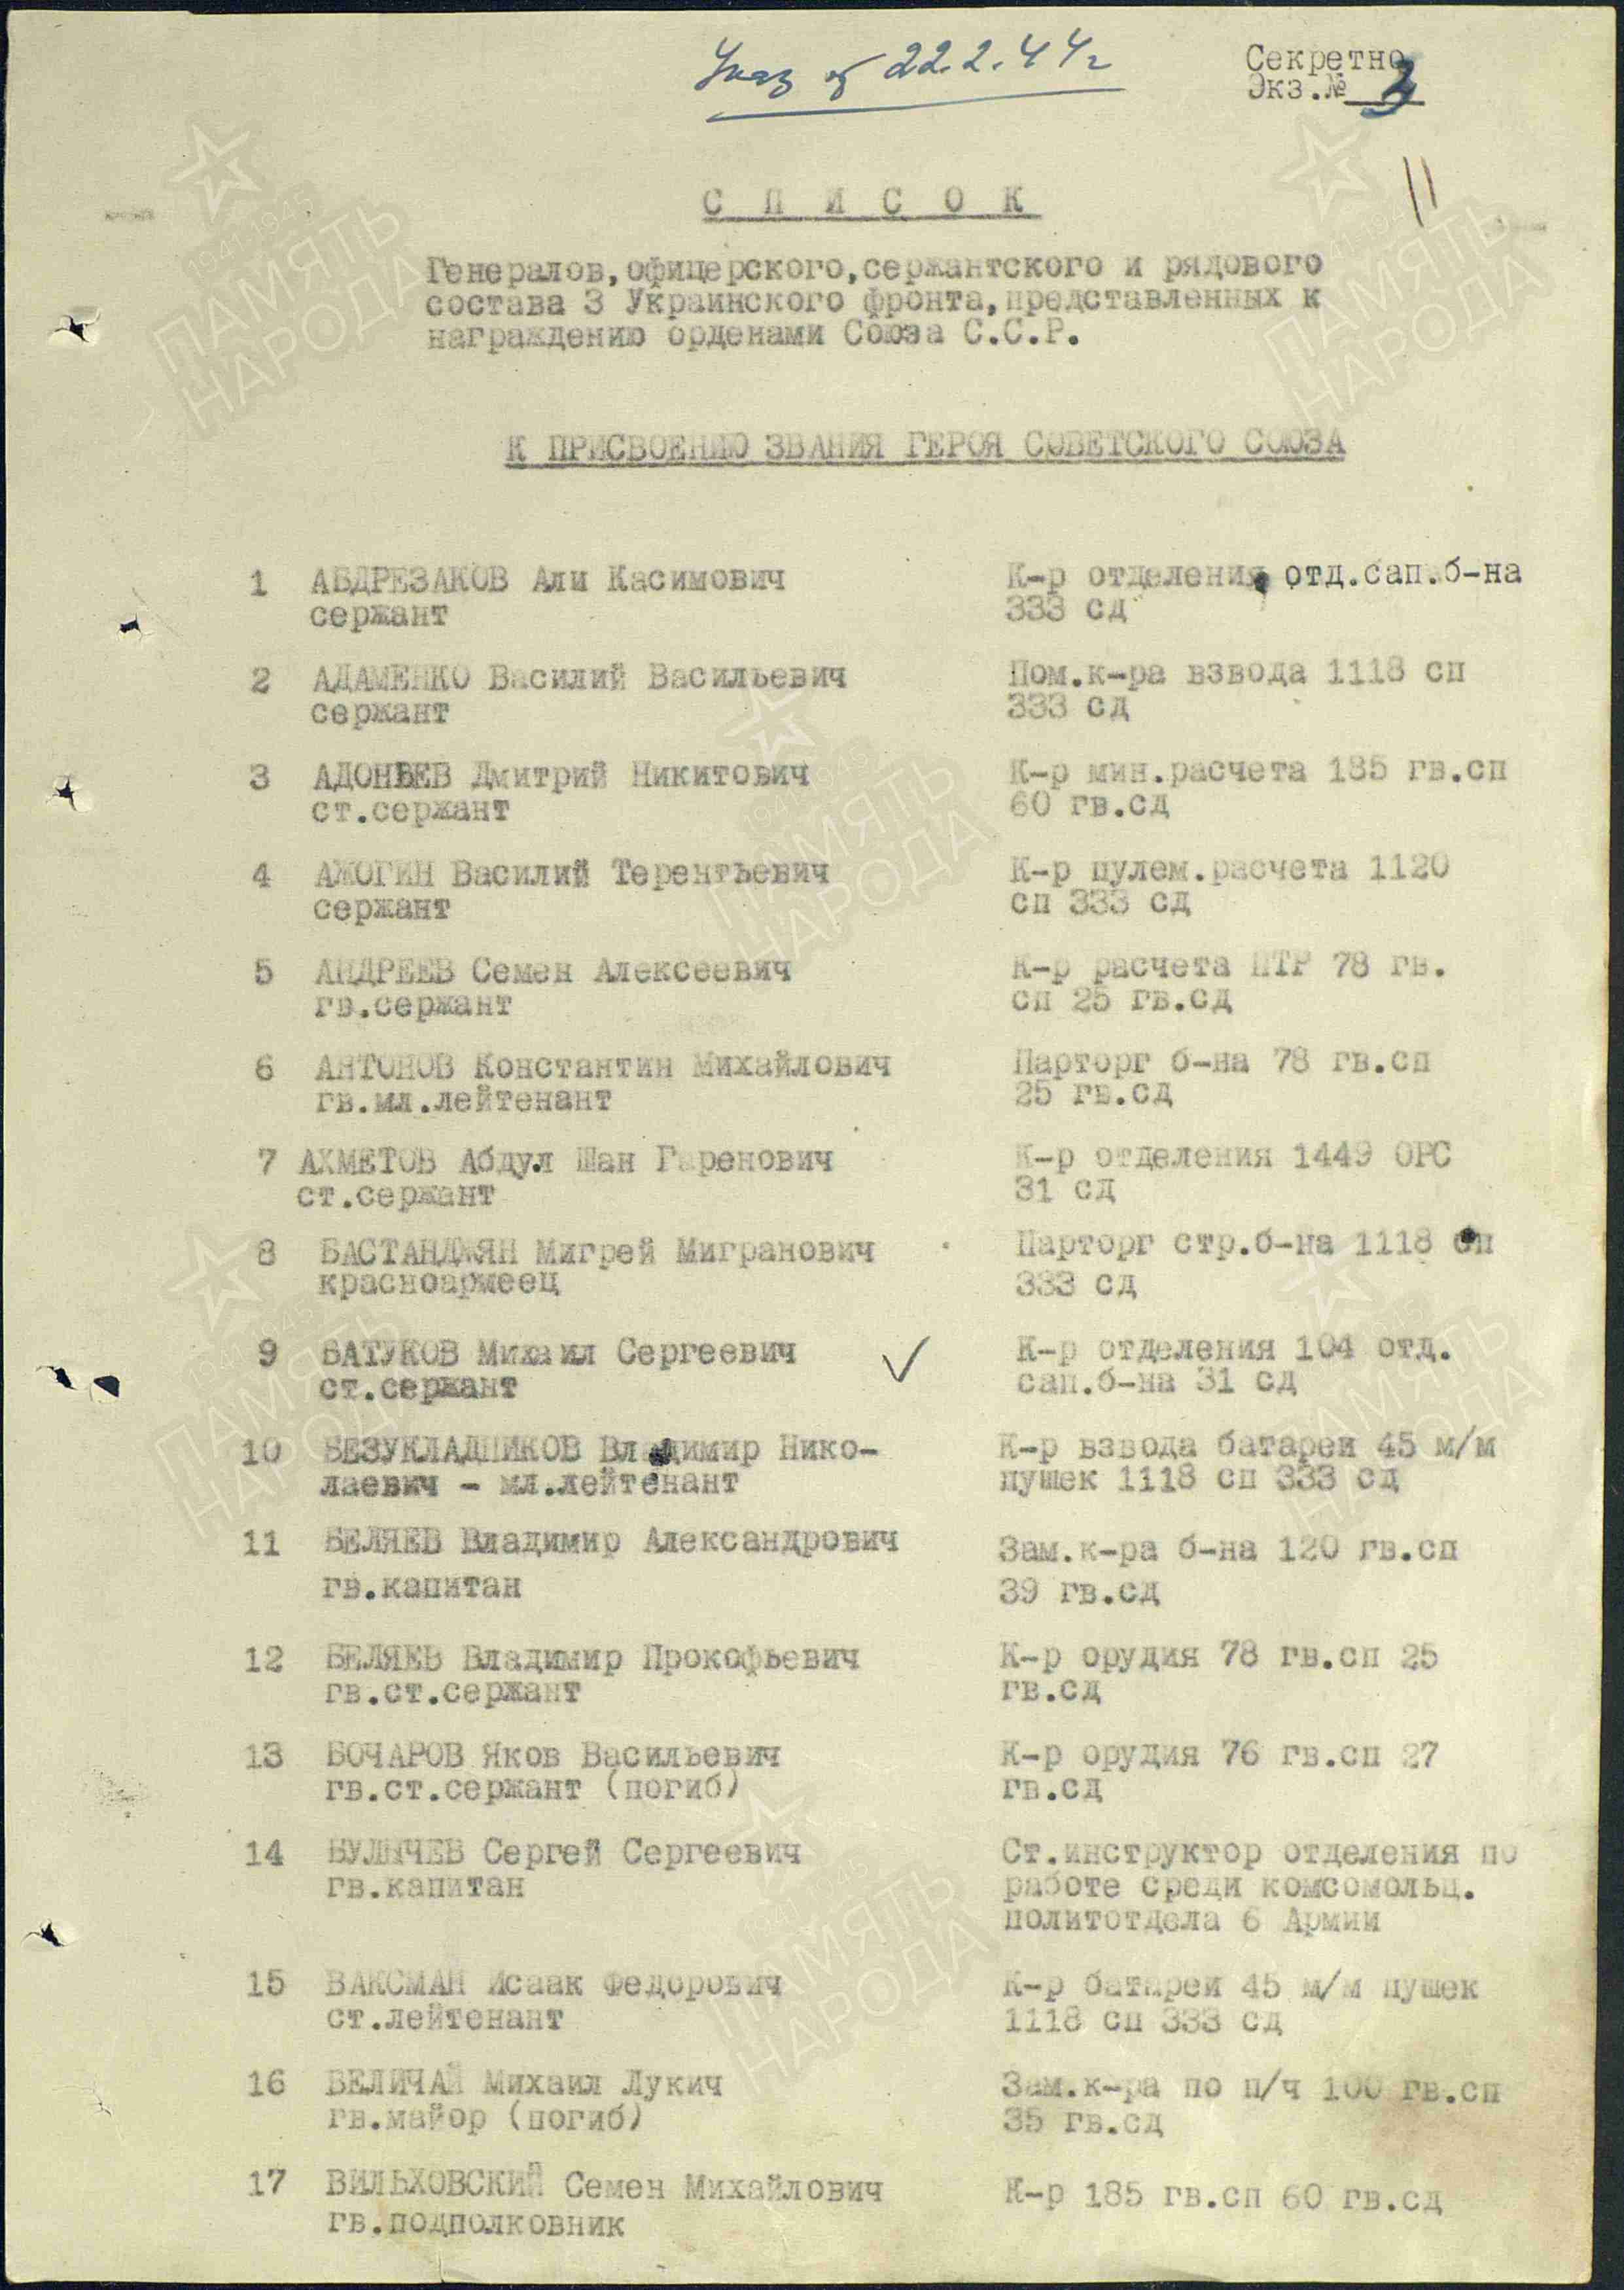 Указ от 22.2.44г
Секретно
Экз.№ 3
11
С П И С О К
Генералов,офицерского,сержантского и рядового
состава 3 Украинского фронта,представленных к
награждению орденами Союза С.С.Р.
К ПРИСВОЕНИЮ ЗВАНИЯ ГЕРОЯ СОВЕТСКОГО СОЮЗА
1 АБДРЕЗАКОВ Али Касимович К-р отделения отд.сап.б-на
сержант 333 сд
2 АДАМЕНКО Василий Васильевич Пом.к-ра взвода 1118 сп
сержант 333 сд
3 АДОНЬЕВ Дмитрий Никитович К-р мин.расчета 185 гв.сп
ст.сержант 60 гв.сд
4 АЖОГИН Василий Терентьевич К-р пулем.расчета 1120
сержант сп 333 сд
5 АНДРЕЕВ Семен Алексеевич К-р расчета ПТР 78 гв.
гв.сержант сп 25 гв.сд
6 АНТОНОВ Константин Михайлович Парторг б-на 78 гв.сп
гв.мл.лейтенант 25 гв.сд
7 АХМЕТОВ Абдул Шан Гаренович К-р отделения 1449 ОРС
ст.сержант 31 сд
8 БАСТАНДЖЯН Мигрей Мигранович Парторг стр.б-на 1118 сп
красноармеец 333 сд
9 БАТУКОВ Михаил Сергеевич К-р отделения 104 отд.
ст.сержант сап.б-на 31 сд
10 БЕЗУКЛАДНИКОВ Владимир Нико- К-р взвода батареи 45 м/м
лаевич - мл.лейтенант пушек 1118 сп 333 сд
11 БЕЛЯЕВ Владимир Александрович Зам.к-ра б-на 120 гв.сп
гв.капитан 39 гв.сд
12 БЕЛЯЕВ Владимир Прокофьевич К-р орудия 78 гв.сп 25
гв.ст.сержант гв.сд
13 БОЧАРОВ Яков Васильевич К-р орудия 76 гв.сп 27
гв.ст.сержант (погиб) гв.сд
14 БУЛЫЧЕВ Сергей Сергеевич Ст.инструктор отделения по
гв.капитан работе среди комсомольц.
политотдела 6 Армии
15 ВАКСМАН Исаак Федорович К-р батареи 45 м/м пушек
ст.лейтенант 1118 сп 333 сд
16 ВЕЛИЧАЙ Михаил Лукич Зам.к-ра по п/ч 100 гв.сп
гв.майор (погиб) 35 гв.сд
17 ВИЛЬХОВСКИЙ Семен Михайлович К-р 185 гв.сп 60 гв.сд
гв.подполковник
ПАМЯТЬ
НАРОДА